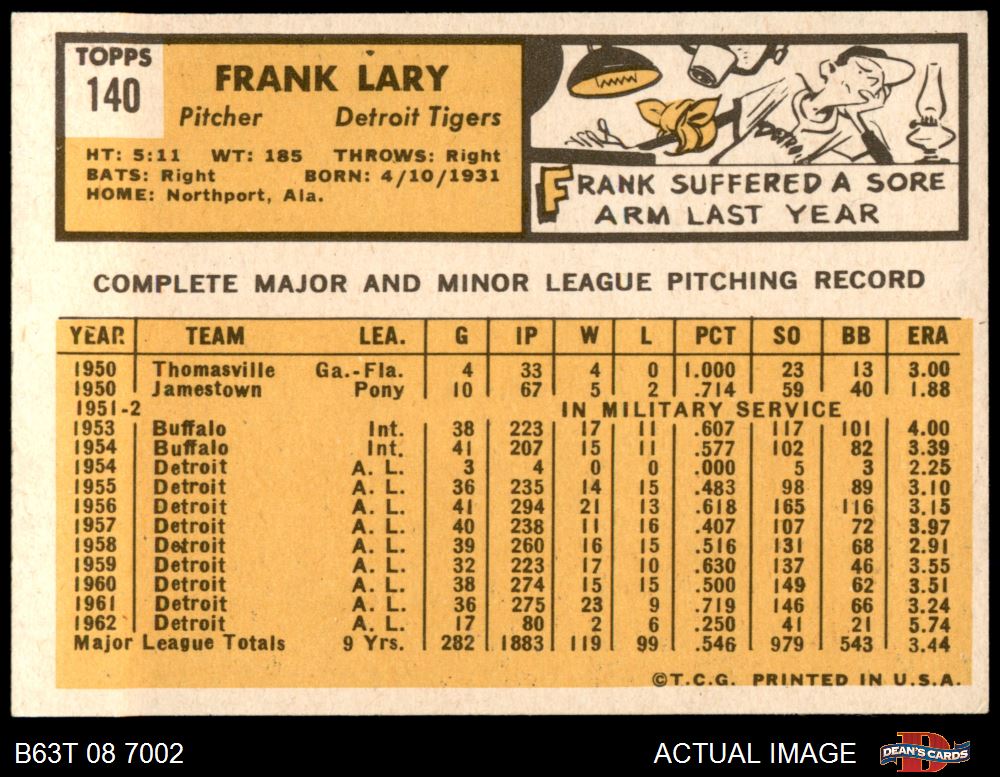 TOPPS
140
FRANK LARY
Pitcher Detroit Tigers
HT: 5:11 WT: 185 THROWS: Right
BATS: Right BORN: 4/10/1931
HOME: Northport, Ala.
DETROI
FRANK SUFFERED A SORE
ARM LAST YEAR
COMPLETE MAJOR AND MINOR LEAGUE PITCHING RECORD
YEAR TEAM LEA. G IP W L PCT SO BB ERA
1950 Thomasville Ga.-Fla. 4 33 4 0 1.000 23 13 3.00
1950 Jamestown Pony 10 67 5 2 .714 59 40 1.88
1951-2 IN MILITARY SERVICE
1953 Buffalo Int. 38 223 17 11 .607 117 101 4.00
1954 Buffalo Int. 41 207 15 11 .577 102 82 3.39
1954 Detroit A. L. 3 4 0 0 .000 5 3 2.25
1955 Detroit A. L. 36 235 14 15 .483 98 89 3.10
1956 Detroit A. L. 41 294 21 13 .618 165 116 3.15
1957 Detroit A. L. 40 238 11 16 .407 107 72 3.97
1958 Detroit A. L. 39 260 16 15 .516 131 68 2.91
1959 Detroit A. L. 32 223 17 10 .630 137 46 3.55
1960 Detroit A. L. 38 274 15 15 .500 149 62 3.51
1961 Detroit A. L. 36 275 23 9 .719 146 66 3.24
1962 Detroit A. L. 17 80 2 6 .250 41 21 5.74
Major League Totals 9 Yrs. 282 1883 119 99 .546 979 543 3.44
©T.C.G. PRINTED IN U.S.A.
B63T 08 7002 ACTUAL IMAGE DEAN'S CARDS